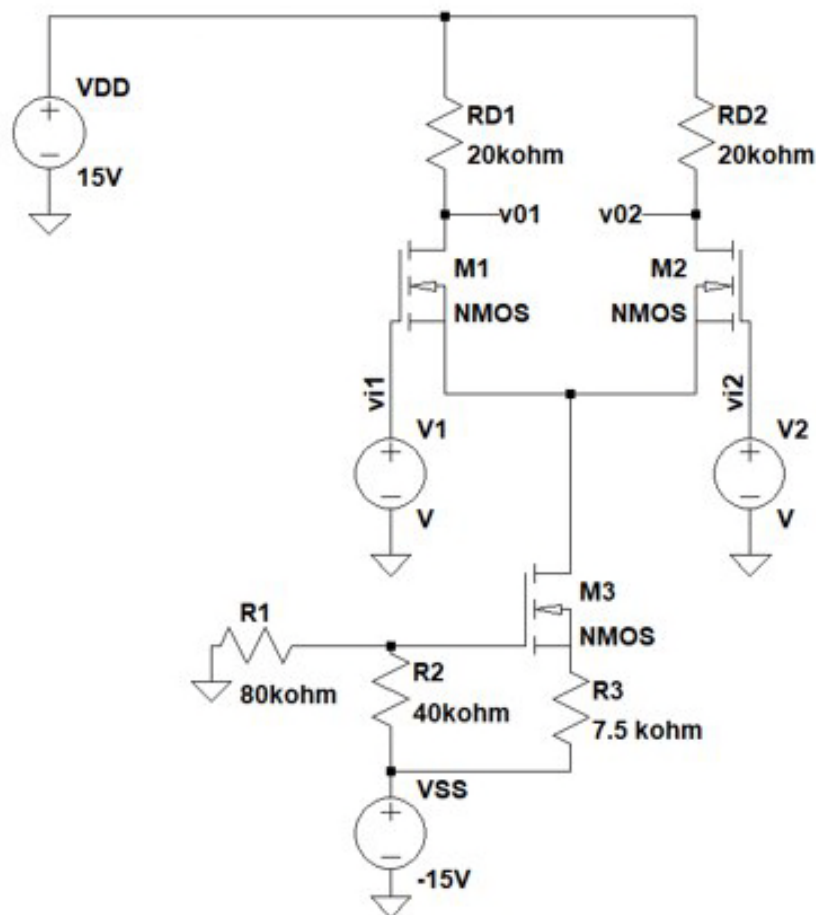 VDD
15V
RD1
20kohm
RD2
20kohm
v01
v02
M1
NMOS
M2
NMOS
vi1
vi2
V1
V
V2
V
M3
NMOS
R1
80kohm
R2
40kohm
R3
7.5 kohm
VSS
-15V